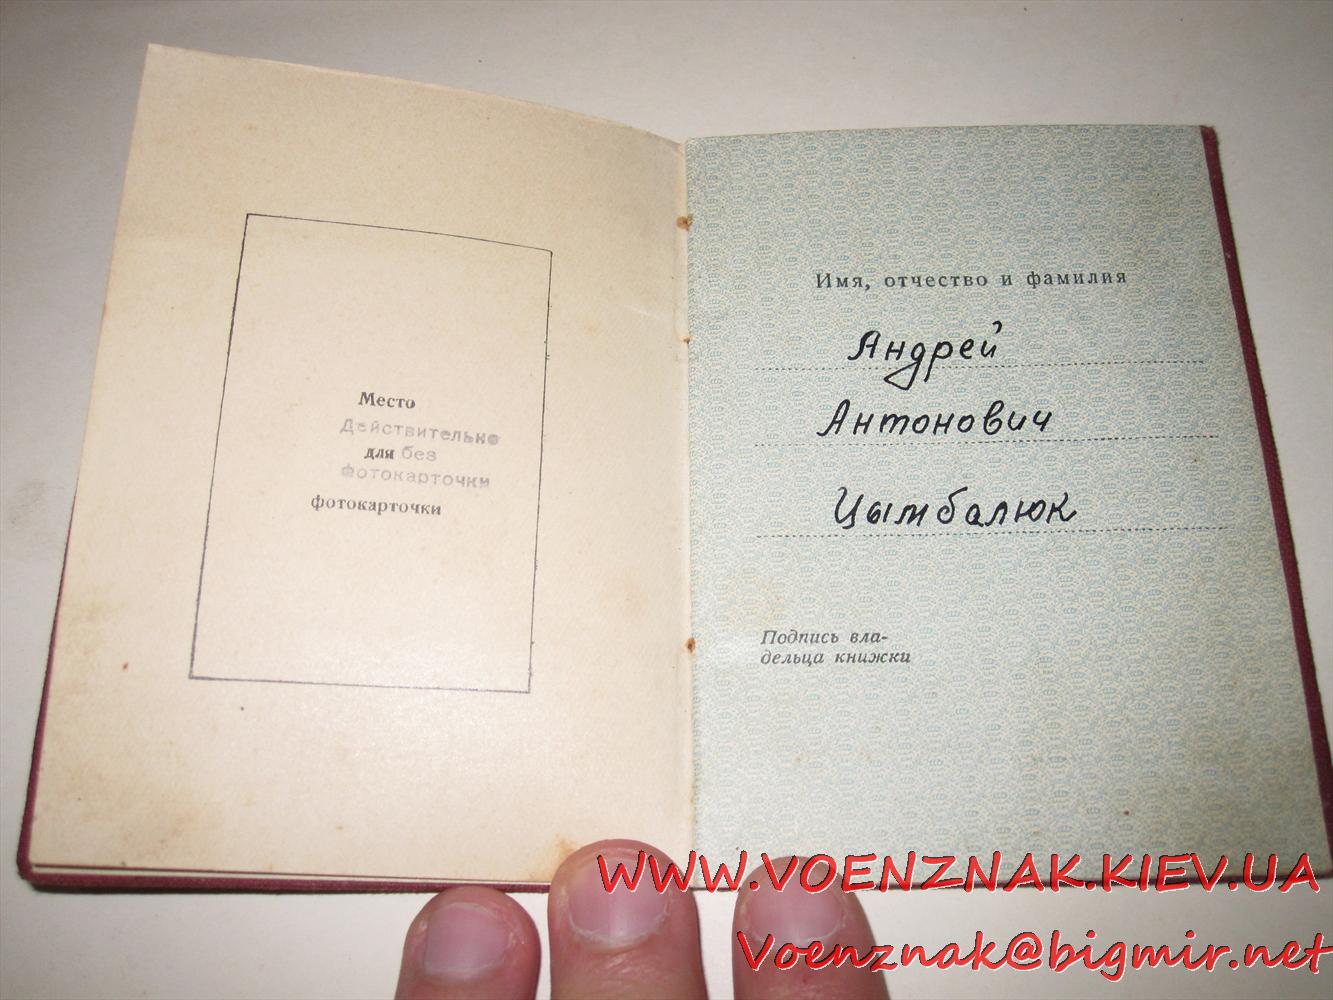 Место
Действительно
для без
фотокарточки
фотокарточки
Имя, отчество и фамилия
Андрей
Антонович
Цымбалюк
Подпись вла-
дельца книжки
WWW.VOENZNAK.KIEV.UA
Voenznak@bigmir.net